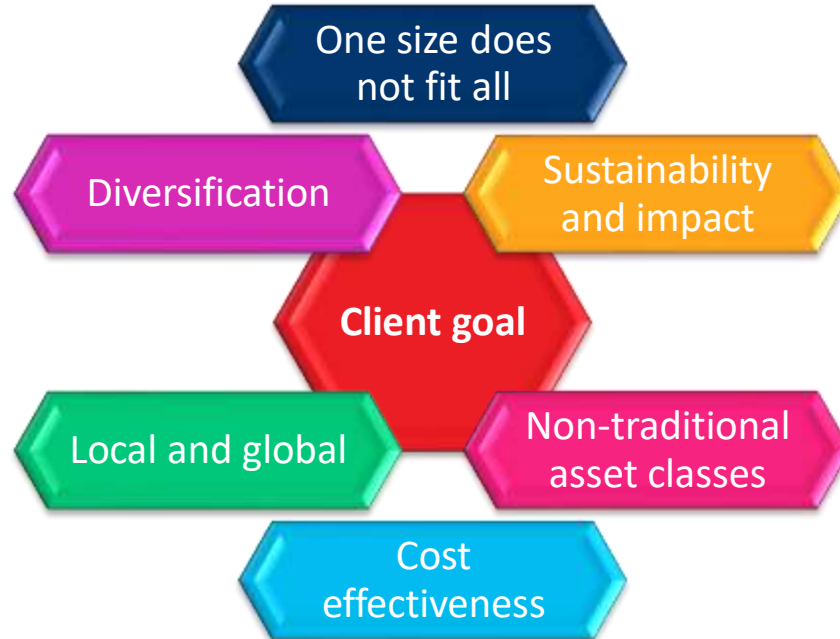 One size does
not fit all
Diversification
Sustainability
and impact
Client goal
Local and global
Non-traditional
asset classes
Cost
effectiveness